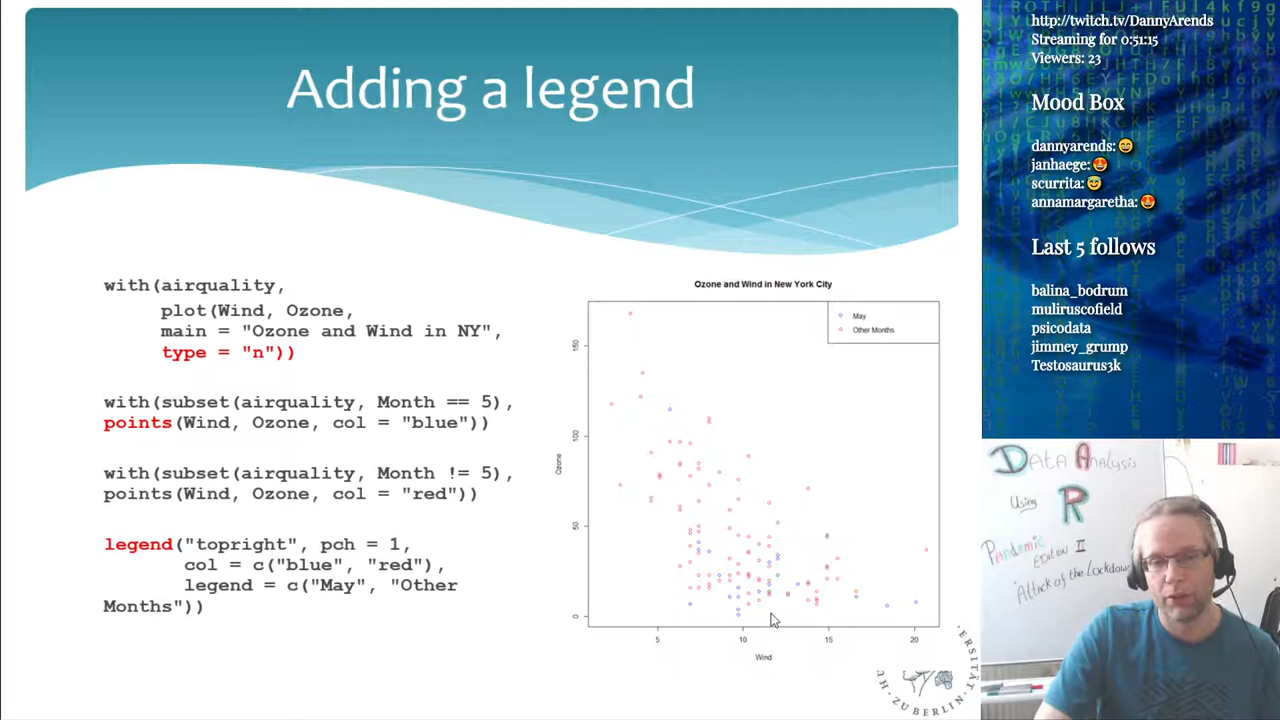 Adding a legend
with(airquality,
plot(Wind, Ozone,
main = "Ozone and Wind in NY",
type = "n"))
with(subset(airquality, Month == 5),
points(Wind, Ozone, col = "blue"))
with(subset(airquality, Month != 5),
points(Wind, Ozone, col = "red"))
legend("topright", pch = 1,
col = c("blue", "red"),
legend = c("May", "Other
Months"))
Ozone and Wind in New York City
May
Other Months
150
100
50
0
Ozone
5 10 15 20
Wind
ZU BERLIN
ERSITÄT
http://twitch.tv/DannyArends
Streaming for 0:51:15
Viewers: 23
Mood Box
dannyarends: 😄
janhaege: 😍
scurrita: 😇
annamargaretha: 😍
Last 5 follows
balina_bodrum
muliruscofield
psicodata
jimmey_grump
Testosaurus3k
DATA ANALYSIS
Using R
Pandemic
EDITION II
"Attack of the Lockdown